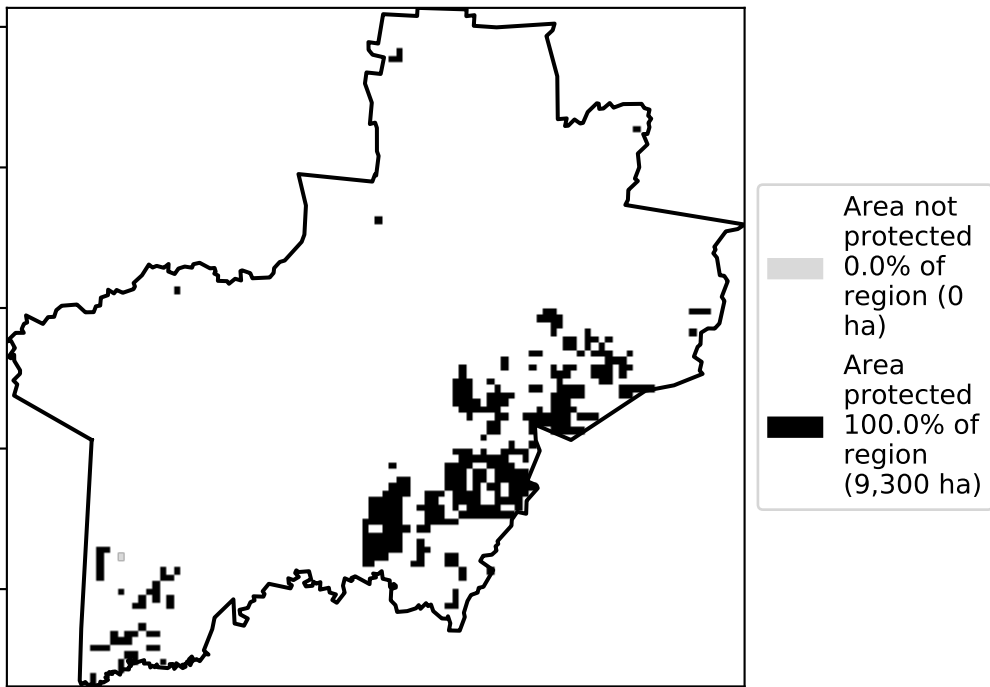 Area not
protected
0.0% of
region (0
ha)
Area
protected
100.0% of
region
(9,300 ha)